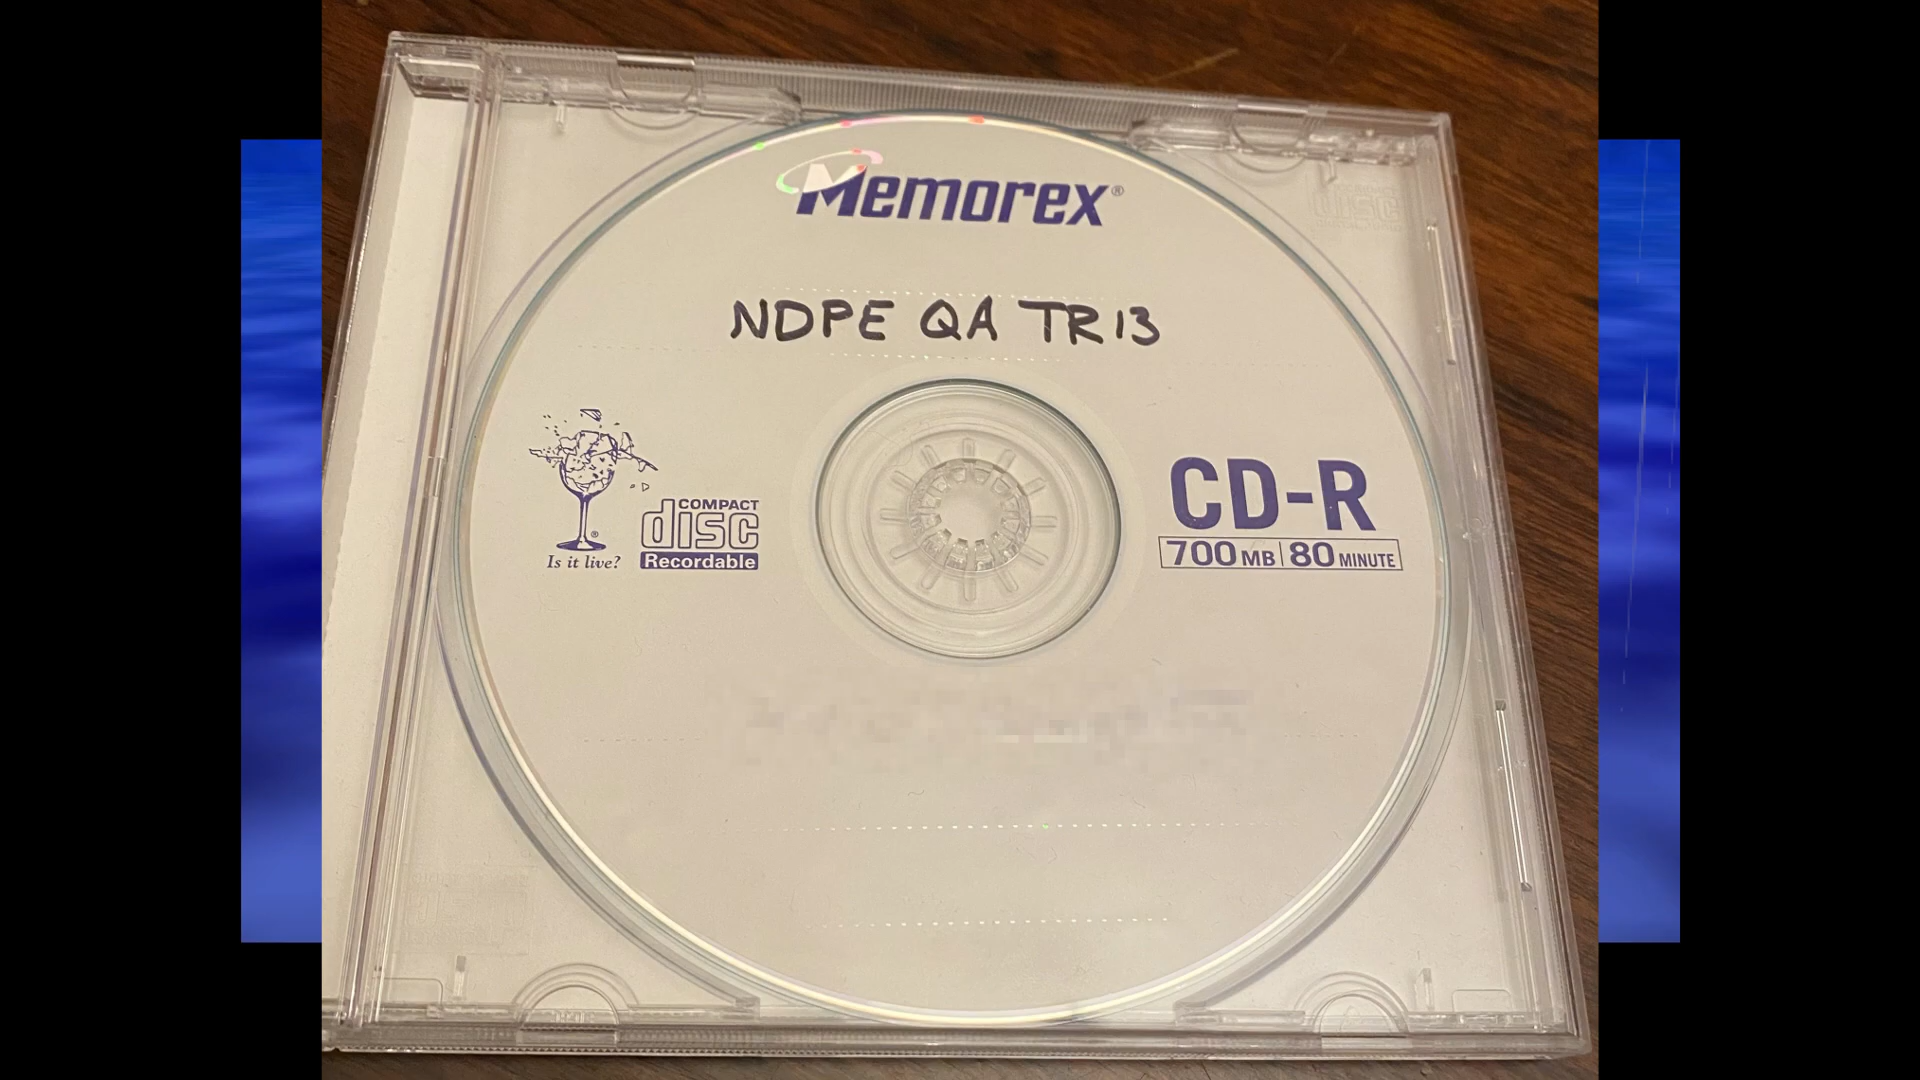 Memorex®
NDPE QA TR13
Is it live?
COMPACT
disc
Recordable
CD-R
700 MB | 80 MINUTE